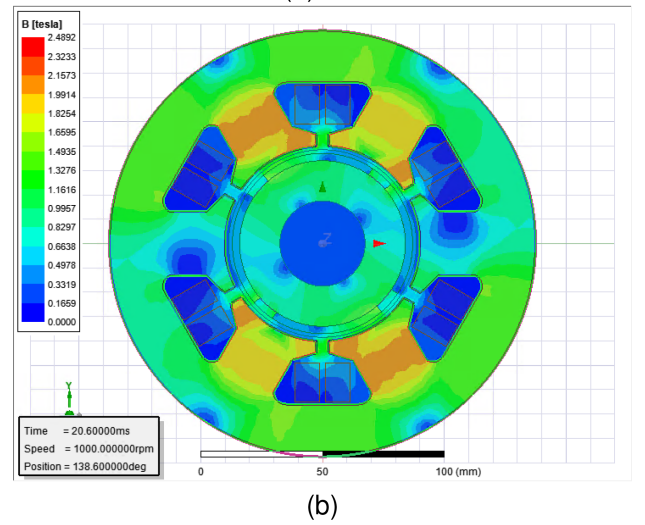 B [tesla]
2.4892
2.3233
2.1573
1.9914
1.8254
1.6595
1.4935
1.3276
1.1616
0.9957
0.8297
0.6638
0.4978
0.3319
0.1659
0.0000
Z
Y
Time = 20.60000ms
Speed = 1000.000000rpm
Position = 138.600000deg
0 50 100 (mm)
(b)